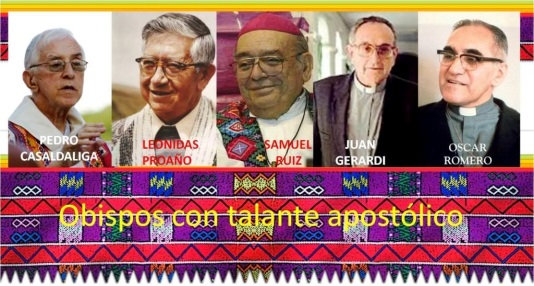 PEDRO
CASALDALIGA
LEONIDAS
PROAÑO
SAMUEL
RUIZ
JUAN
GERARDI
OSCAR
ROMERO
Obispos con talante apostólico